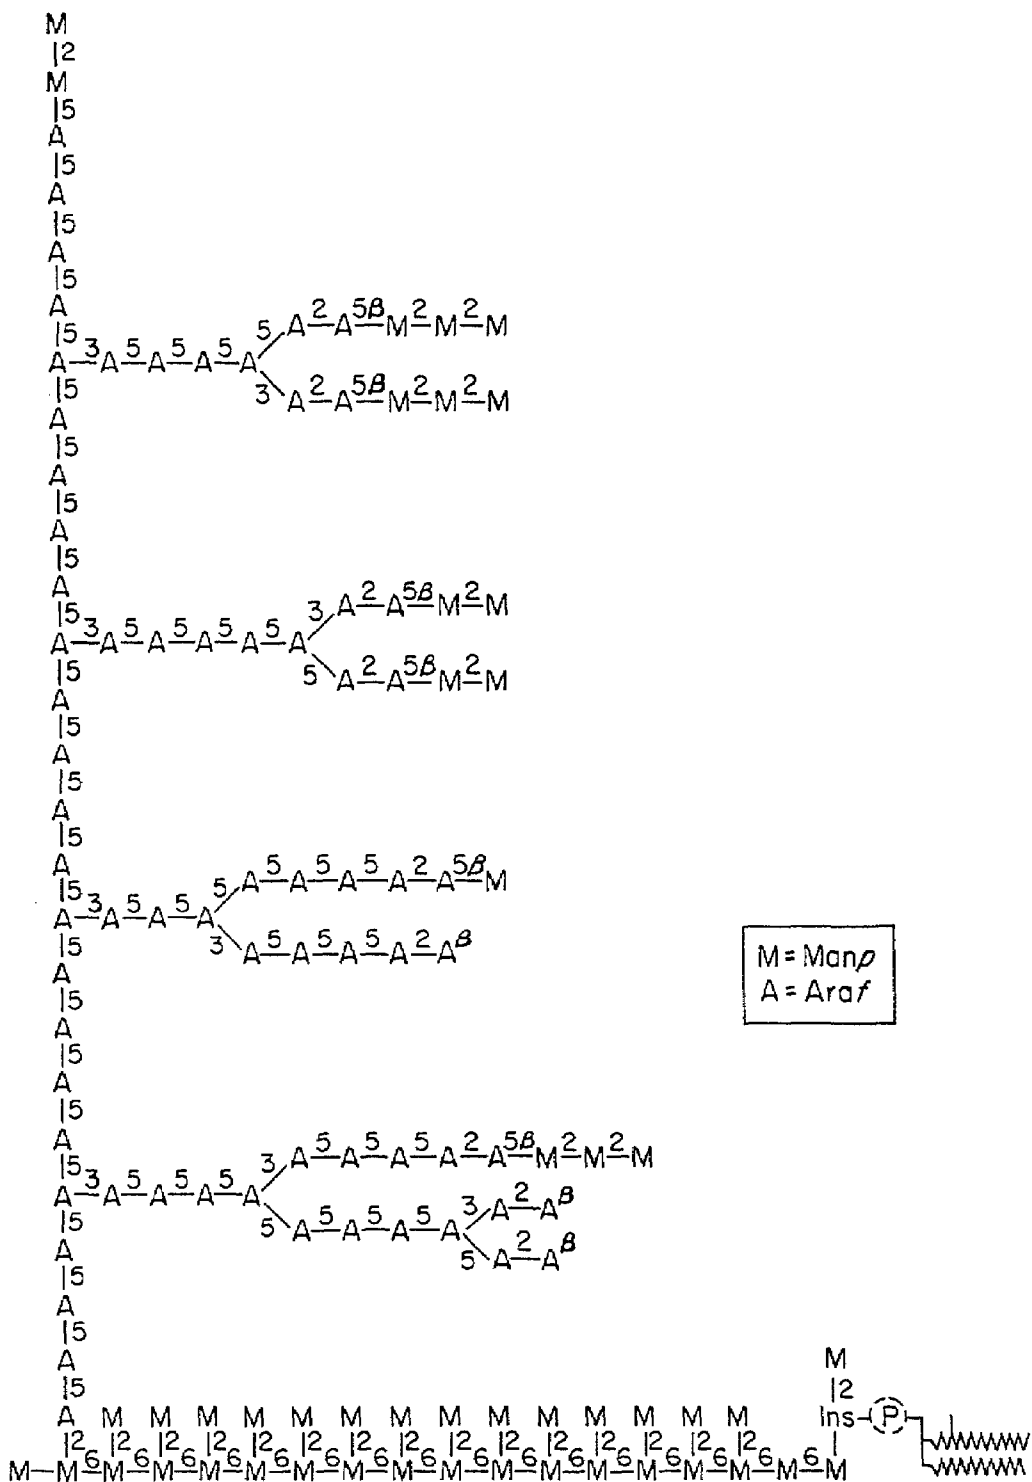 M
2
M
5
A
5
A
5
A
5
A
5
5 A 2 A 5β M 2 M 2 M
A 3 A 5 A 5 A 5 A
3 A 2 A 5β M 2 M 2 M
5
A
5
A
5
A
5
A
5
3 A 2 A 5β M 2 M
A 3 A 5 A 5 A 5 A 5 A
5 A 2 A 5β M 2 M
5
A
5
A
5
A
5
A
5
5 A 5 A 5 A 5 A 2 A 5β M
A 3 A 5 A 5 A
3 A 5 A 5 A 5 A 2 A β
5
A
5
A
5
A
5
A
5
3 A 5 A 5 A 5 A 2 A 5β M 2 M 2 M
A 3 A 5 A 5 A 5 A
3 A 2 A β
5 A 5 A 5 A 5 A
5 A 2 A β
5
A
5
A
5
A
5
M = Manp
A = Araf
M
2
A M M M M M M M M M M M M M M Ins P
2 2 2 2 2 2 2 2 2 2 2 2 2 2 2
M M 6 M 6 M 6 M 6 M 6 M 6 M 6 M 6 M 6 M 6 M 6 M 6 M 6 M 6 M 6 M 6 M